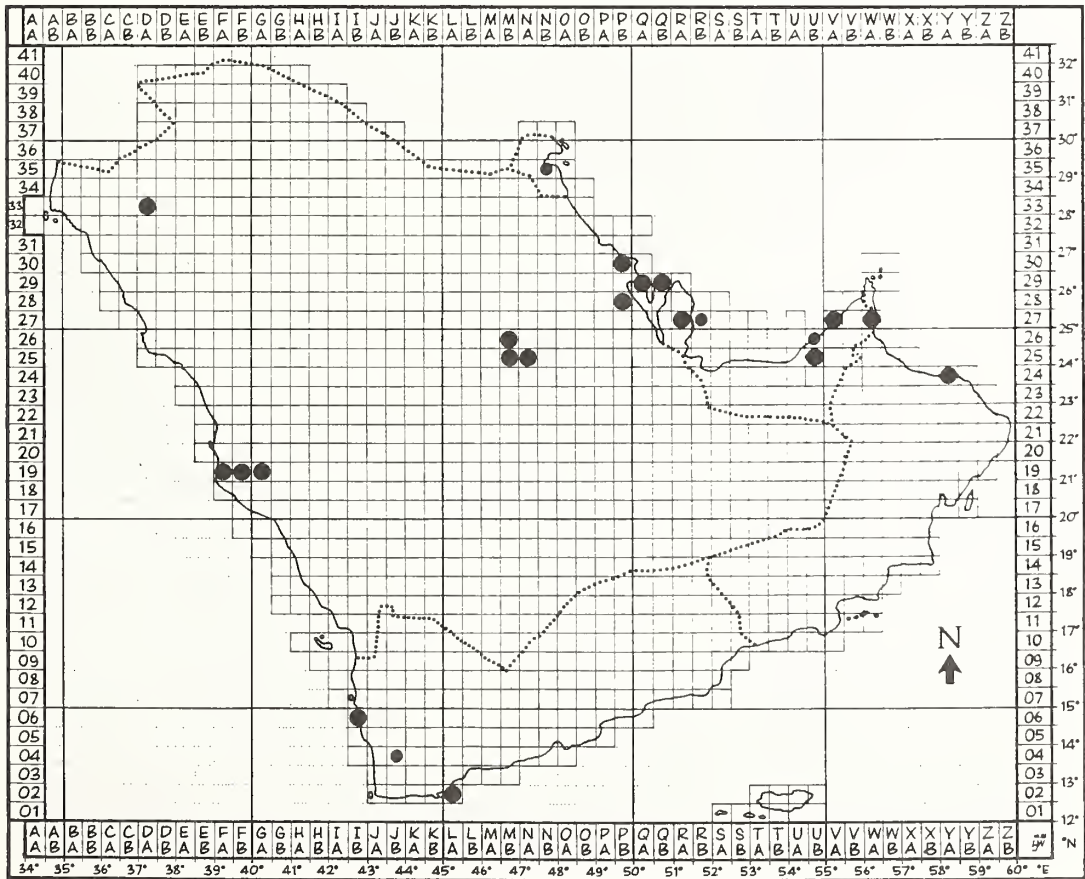 A A B B C C D D E E F F G G H H I I J J K K L L M M N N O O P P Q Q R R S S T T U U V V W W X X Y Y Z Z
A B A B A B A B A B A B A B A B A B A B A B A B A B A B A B A B A B A B A B A B A B A B A B A B A B A B
41 41 32°
40 40
39 39
38 38 31°
37 37
36 36 30°
35 35 29°
34 34
33 33 28°
32 32
31 31 27°
30 30
29 29 26°
28 28
27 27 25°
26 26
25 25 24°
24 24
23 23 23°
22 22
21 21 22°
20 20
19 19 21°
18 18
17 17 20°
16 16
15 15 19°
14 14
13 13 18°
12 12
11 11 17°
N
10 10
09 09 16°
08 08
07 07 15°
06 06
05 05 14°
04 04
03 03 13°
02 02
01 01 12°
A A B B C C D D E E F F G G H H I I J J K K L L M M N N O O P P Q Q R R S S T T U U V V W W X X Y Y Z Z
A B A B A B A B A B A B A B A B A B A B A B A B A B A B A B A B A B A B A B A B A B A B A B A B A B A B °N
34° 35° 36° 37° 38° 39° 40° 41° 42° 43° 44° 45° 46° 47° 48° 49° 50° 51° 52° 53° 54° 55° 56° 57° 58° 59° 60° °E